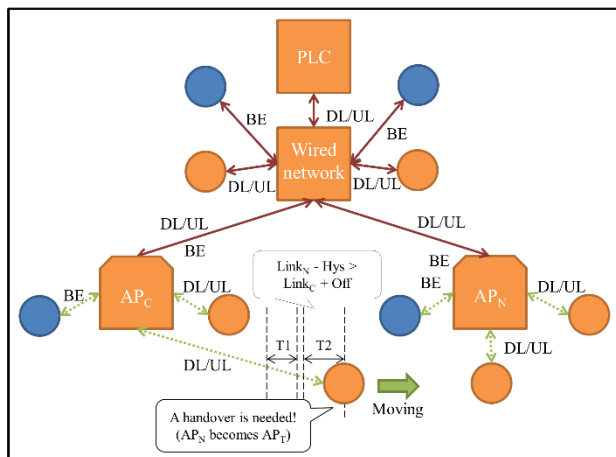 PLC
BE
DL/UL
BE
Wired
network
DL/UL
DL/UL
DL/UL
DL/UL
BE
BE
Link_N - Hys >
Link_C + Off
BE
AP_C
DL/UL
BE
AP_N
DL/UL
T1
T2
DL/UL
DL/UL
Moving
A handover is needed!
(AP_N becomes AP_T)